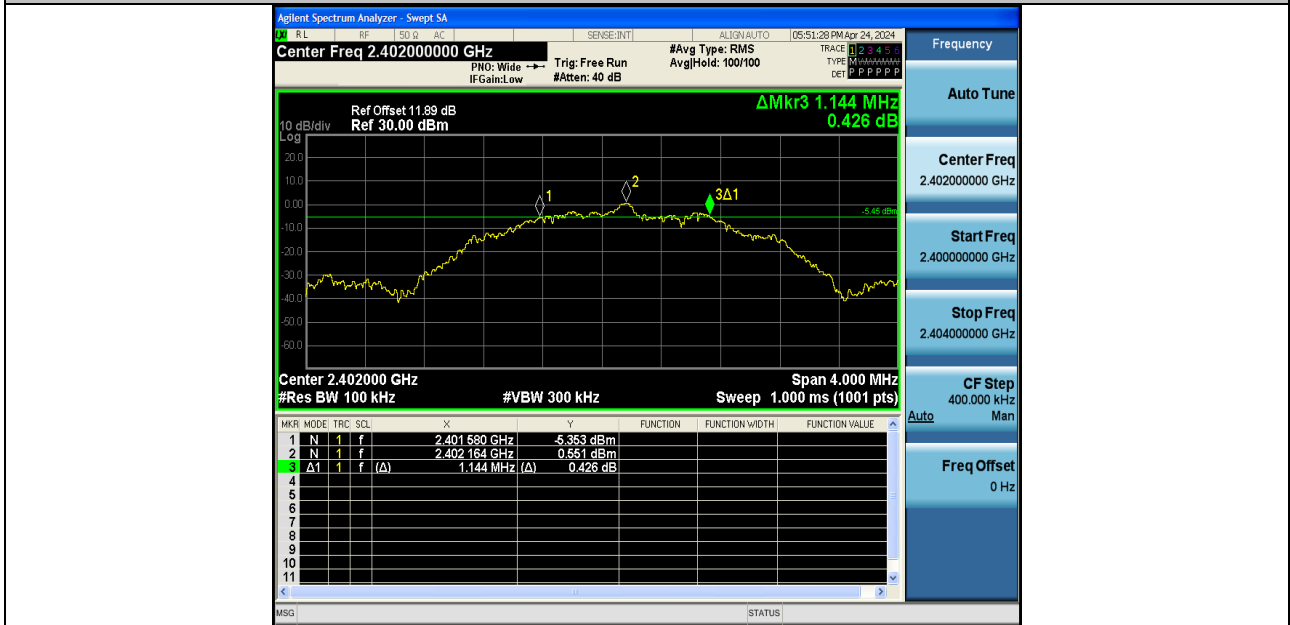 Agilent Spectrum Analyzer - Swept SA
RL RF 50 Ω AC SENSE:INT ALIGN AUTO 05:51:28 PM Apr 24, 2024
Center Freq 2.402000000 GHz
PNO: Wide
IFGain:Low
Trig: Free Run
#Atten: 40 dB
#Avg Type: RMS
Avg|Hold: 100/100
TRACE 1 2 3 4 5 6
TYPE M
DET P P P P P P
ΔMkr3 1.144 MHz
0.426 dB
Ref Offset 11.89 dB
10 dB/div Ref 30.00 dBm
Log
20.0
10.0
0.00
-10.0
-20.0
-30.0
-40.0
-50.0
-60.0
1
2
3Δ1
-5.45 dBm
Center 2.402000 GHz Span 4.000 MHz
#Res BW 100 kHz #VBW 300 kHz Sweep 1.000 ms (1001 pts)
MKR MODE TRC SCL X Y FUNCTION FUNCTION WIDTH FUNCTION VALUE
1 N 1 f 2.401 580 GHz -5.353 dBm
2 N 1 f 2.402 164 GHz 0.551 dBm
3 Δ1 1 f (Δ) 1.144 MHz (Δ) 0.426 dB
4
5
6
7
8
9
10
11
MSG STATUS
Frequency
Auto Tune
Center Freq
2.402000000 GHz
Start Freq
2.400000000 GHz
Stop Freq
2.404000000 GHz
CF Step
400.000 kHz
Auto Man
Freq Offset
0 Hz